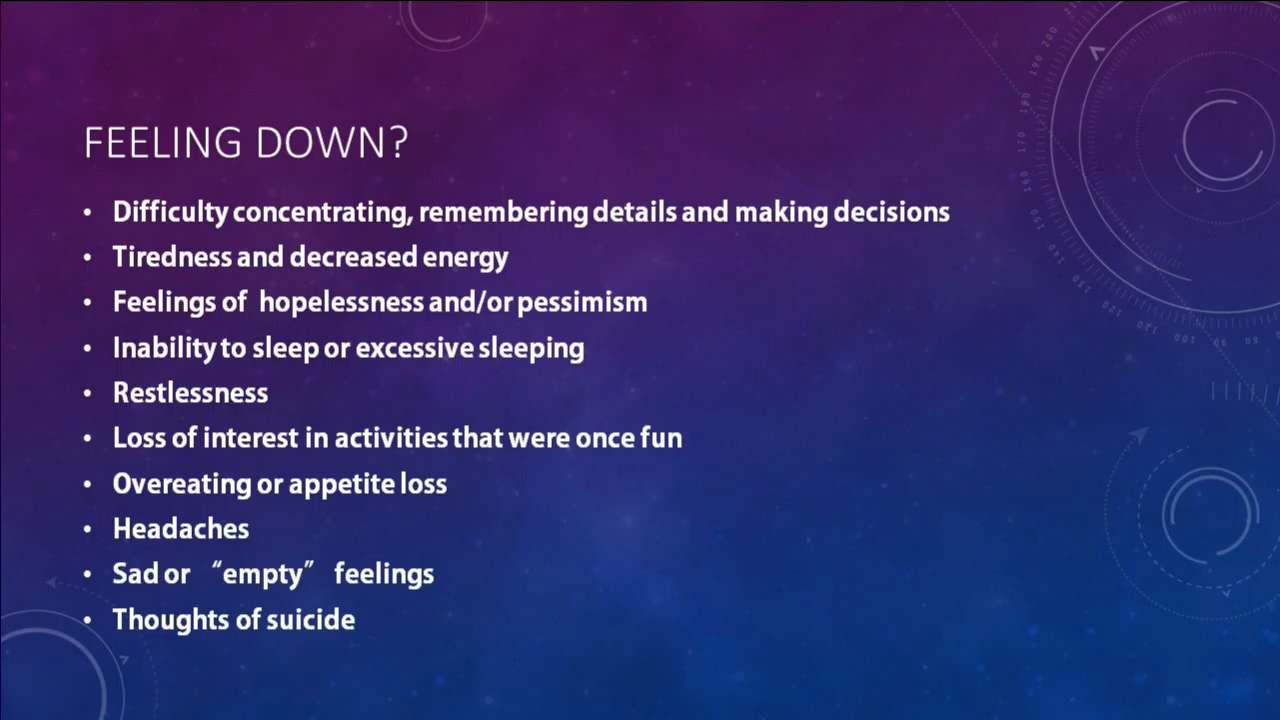 FEELING DOWN?
• Difficulty concentrating, remembering details and making decisions
• Tiredness and decreased energy
• Feelings of hopelessness and/or pessimism
• Inability to sleep or excessive sleeping
• Restlessness
• Loss of interest in activities that were once fun
• Overeating or appetite loss
• Headaches
• Sad or “empty” feelings
• Thoughts of suicide